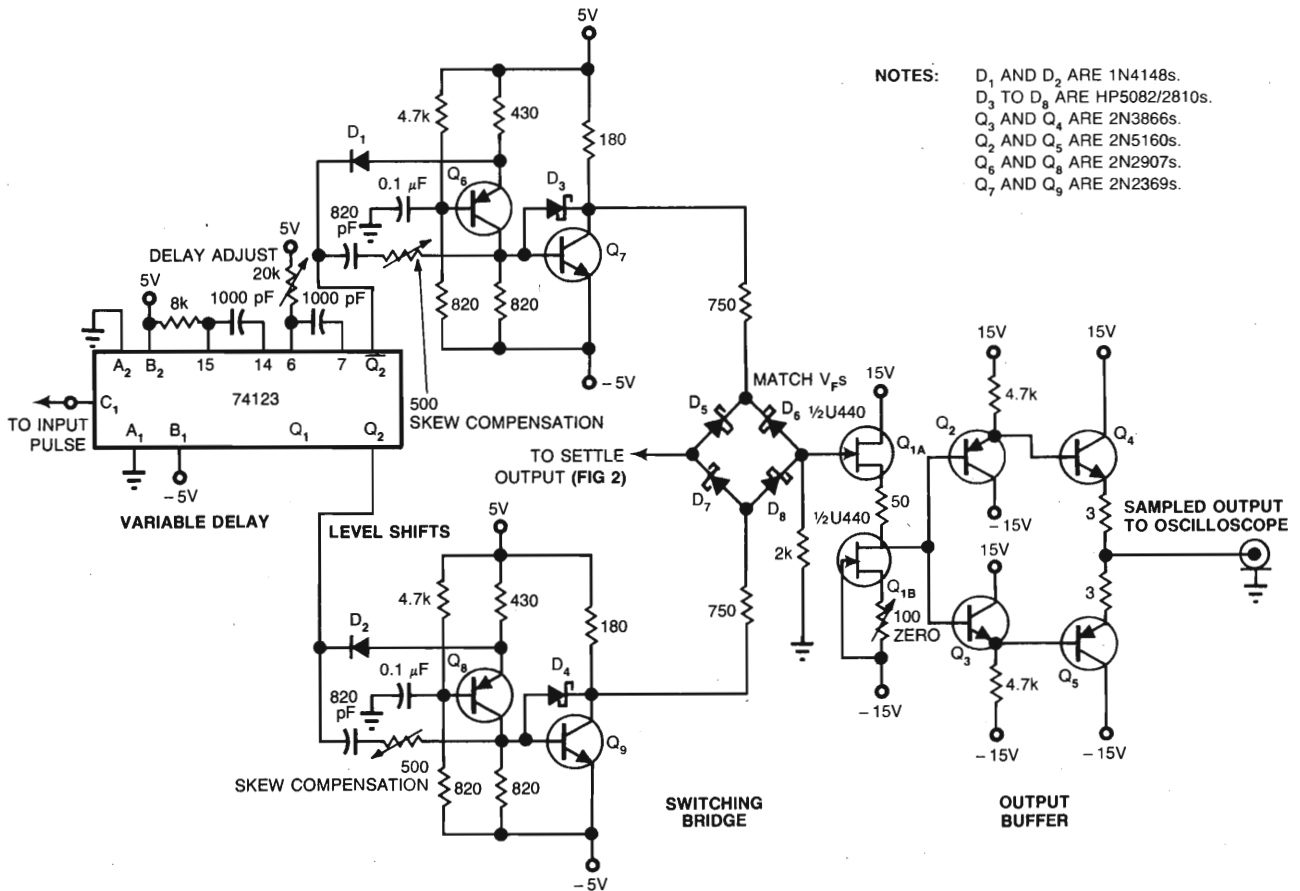 5V
NOTES: D1 AND D2 ARE 1N4148s.
D3 TO D8 ARE HP5082/2810s.
Q3 AND Q4 ARE 2N3866s.
Q2 AND Q5 ARE 2N5160s.
Q6 AND Q8 ARE 2N2907s.
Q7 AND Q9 ARE 2N2369s.
4.7k
430
180
D1
Q6
D3
0.1 µF
820
pF
Q7
5V
DELAY ADJUST
20k
5V
8k
1000 pF
1000 pF
820
820
750
A2 B2 15 14 6 7 Q̅2
C1
74123
TO INPUT
PULSE
A1 B1 Q1 Q2
-5V
VARIABLE DELAY
500
SKEW COMPENSATION
-5V
MATCH VFs
D5
D6
D7
D8
TO SETTLE
OUTPUT (FIG 2)
15V
½U440
Q1A
50
½U440
2k
Q1B
100
ZERO
-15V
15V
15V
4.7k
Q2
Q4
-15V
3
SAMPLED OUTPUT
TO OSCILLOSCOPE
15V
3
Q3
Q5
4.7k
-15V
-15V
LEVEL SHIFTS
5V
4.7k
430
180
D2
Q8
D4
0.1 µF
820
pF
Q9
750
500
SKEW COMPENSATION
820
820
-5V
SWITCHING
BRIDGE
OUTPUT
BUFFER